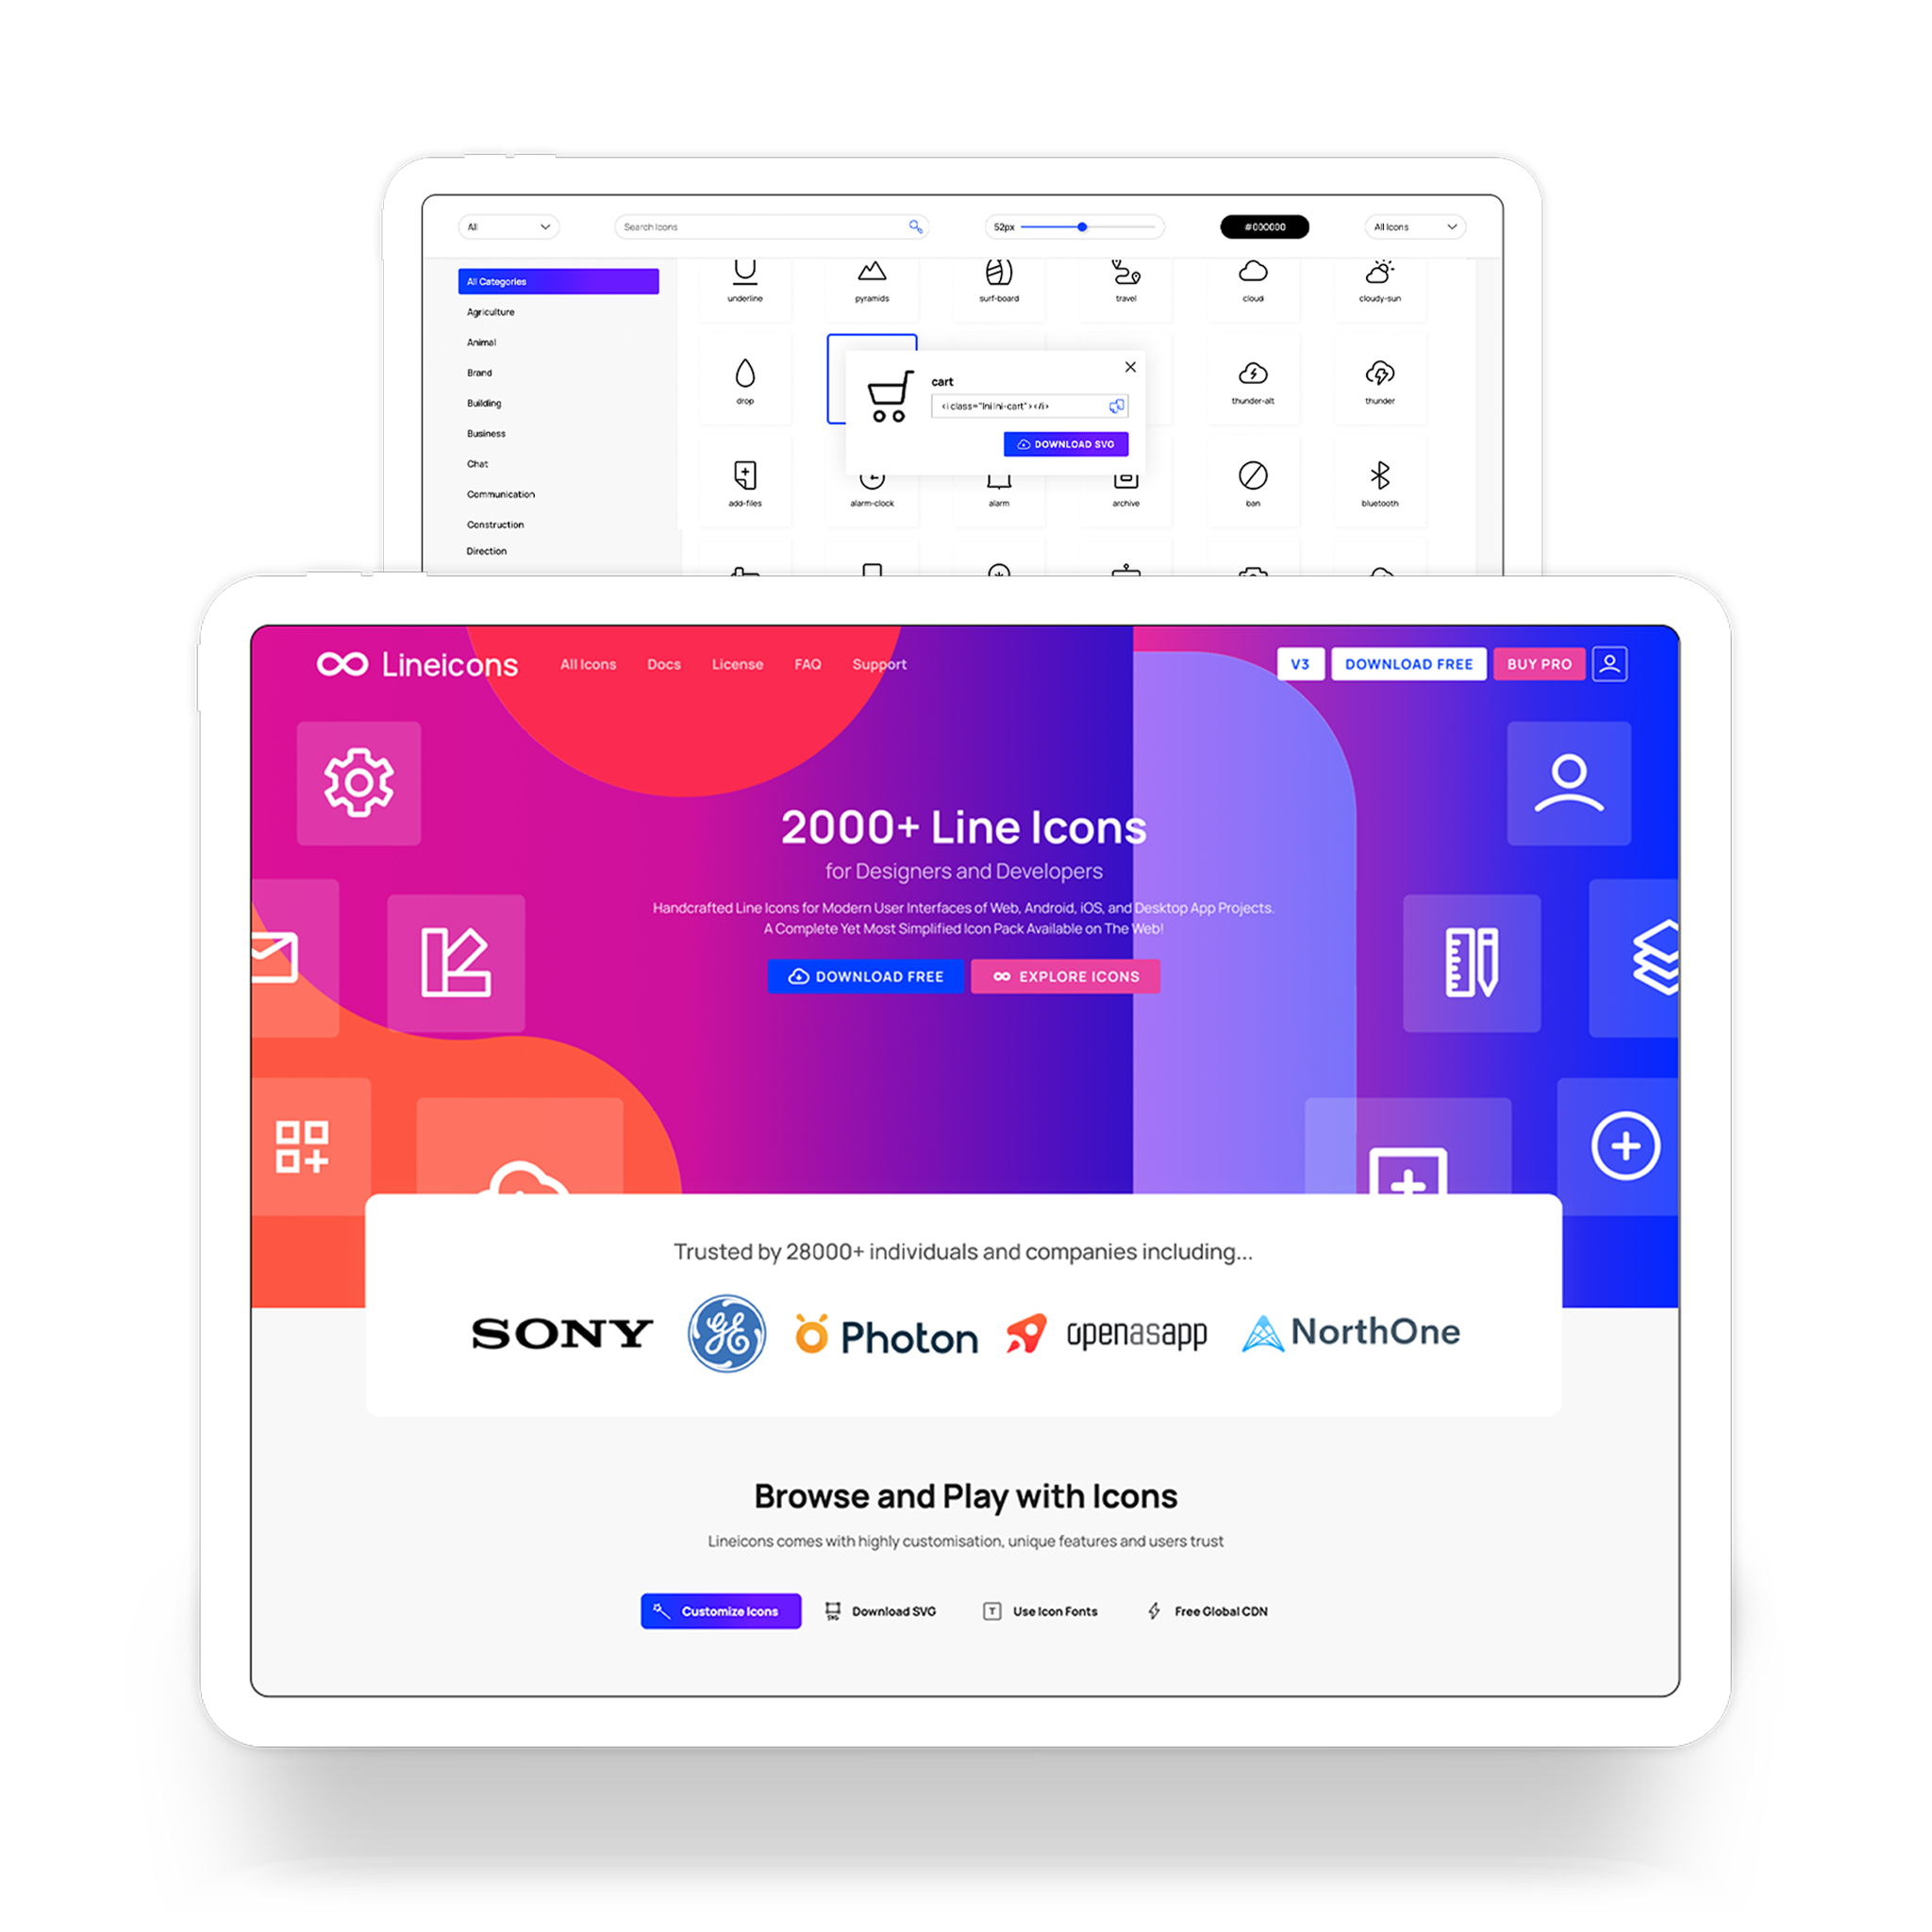 All
Search Icons
52px
#000000
All Icons
All Categories
Agriculture
Animal
Brand
Building
Business
Chat
Communication
Construction
Direction
underline
pyramids
surf-board
travel
cloud
cloudy-sun
drop
cart
<i class="lni lni-cart"></i>
DOWNLOAD SVG
thunder-alt
thunder
add-files
alarm-clock
alarm
archive
ban
bluetooth
Lineicons
All Icons
Docs
License
FAQ
Support
V3
DOWNLOAD FREE
BUY PRO
2000+ Line Icons
for Designers and Developers
Handcrafted Line Icons for Modern User Interfaces of Web, Android, iOS, and Desktop App Projects.
A Complete Yet Most Simplified Icon Pack Available on The Web!
DOWNLOAD FREE
EXPLORE ICONS
Trusted by 28000+ individuals and companies including...
SONY
GE
Photon
openasapp
NorthOne
Browse and Play with Icons
Lineicons comes with highly customisation, unique features and users trust
Customize Icons
SVG
Download SVG
T
Use Icon Fonts
Free Global CDN